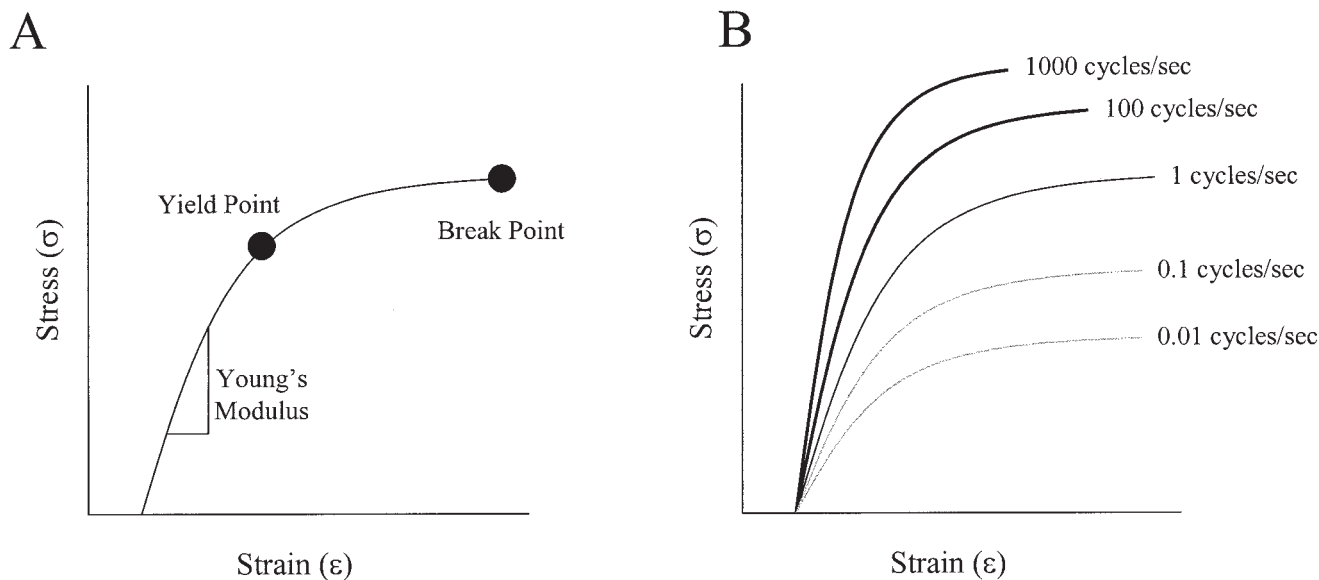 A
Stress (σ)
Yield Point
Break Point
Young's
Modulus
Strain (ε)
B
Stress (σ)
1000 cycles/sec
100 cycles/sec
1 cycles/sec
0.1 cycles/sec
0.01 cycles/sec
Strain (ε)